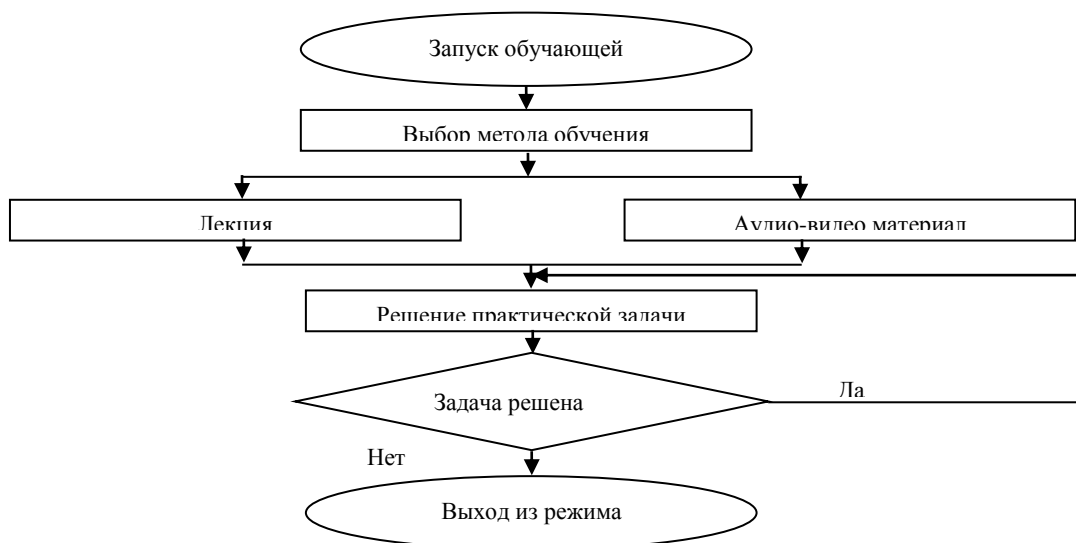 Запуск обучающей
Выбор метода обучения
Лекция
Аудио-видео материал
Решение практической задачи
Задача решена
Да
Нет
Выход из режима